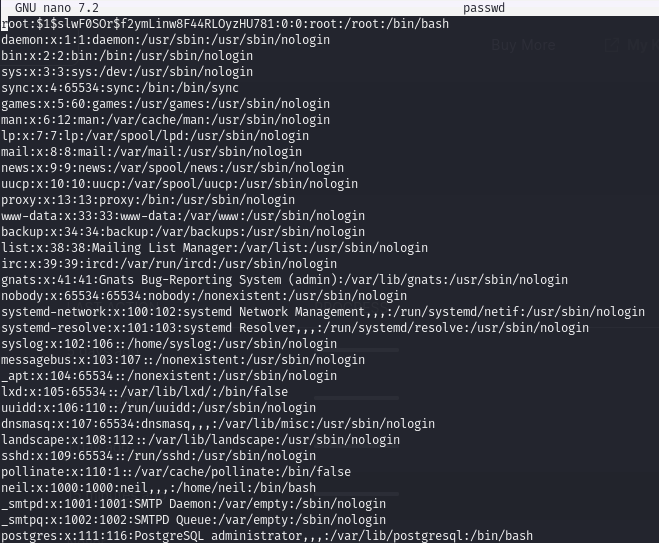 GNU nano 7.2 passwd
root:$1$slwF0SOr$f2ymLinw8F44RLOyzHU781:0:0:root:/root:/bin/bash
daemon:x:1:1:daemon:/usr/sbin:/usr/sbin/nologin
bin:x:2:2:bin:/bin:/usr/sbin/nologin
sys:x:3:3:sys:/dev:/usr/sbin/nologin
sync:x:4:65534:sync:/bin:/bin/sync
games:x:5:60:games:/usr/games:/usr/sbin/nologin
man:x:6:12:man:/var/cache/man:/usr/sbin/nologin
lp:x:7:7:lp:/var/spool/lpd:/usr/sbin/nologin
mail:x:8:8:mail:/var/mail:/usr/sbin/nologin
news:x:9:9:news:/var/spool/news:/usr/sbin/nologin
uucp:x:10:10:uucp:/var/spool/uucp:/usr/sbin/nologin
proxy:x:13:13:proxy:/bin:/usr/sbin/nologin
www-data:x:33:33:www-data:/var/www:/usr/sbin/nologin
backup:x:34:34:backup:/var/backups:/usr/sbin/nologin
list:x:38:38:Mailing List Manager:/var/list:/usr/sbin/nologin
irc:x:39:39:ircd:/var/run/ircd:/usr/sbin/nologin
gnats:x:41:41:Gnats Bug-Reporting System (admin):/var/lib/gnats:/usr/sbin/nologin
nobody:x:65534:65534:nobody:/nonexistent:/usr/sbin/nologin
systemd-network:x:100:102:systemd Network Management,,,:/run/systemd/netif:/usr/sbin/nologin
systemd-resolve:x:101:103:systemd Resolver,,,:/run/systemd/resolve:/usr/sbin/nologin
syslog:x:102:106::/home/syslog:/usr/sbin/nologin
messagebus:x:103:107::/nonexistent:/usr/sbin/nologin
_apt:x:104:65534::/nonexistent:/usr/sbin/nologin
lxd:x:105:65534::/var/lib/lxd/:/bin/false
uuidd:x:106:110::/run/uuidd:/usr/sbin/nologin
dnsmasq:x:107:65534:dnsmasq,,,:/var/lib/misc:/usr/sbin/nologin
landscape:x:108:112::/var/lib/landscape:/usr/sbin/nologin
sshd:x:109:65534::/run/sshd:/usr/sbin/nologin
pollinate:x:110:1::/var/cache/pollinate:/bin/false
neil:x:1000:1000:neil,,,:/home/neil:/bin/bash
_smtpd:x:1001:1001:SMTP Daemon:/var/empty:/sbin/nologin
_smtpq:x:1002:1002:SMTPD Queue:/var/empty:/sbin/nologin
postgres:x:111:116:PostgreSQL administrator,,,:/var/lib/postgresql:/bin/bash
Buy More